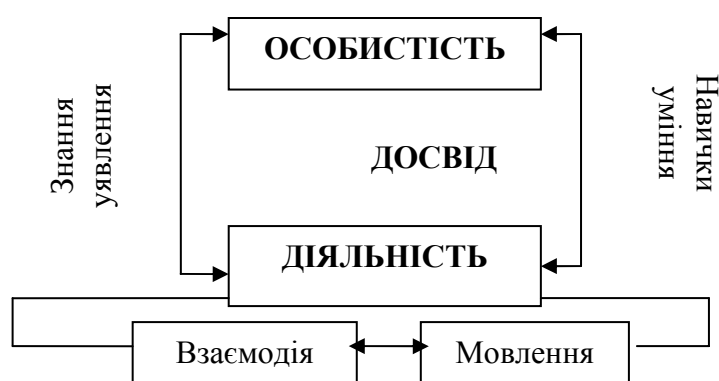 ОСОБИСТІСТЬ
Знання
уявлення
ДОСВІД
Навички
уміння
ДІЯЛЬНІСТЬ
Взаємодія
Мовлення